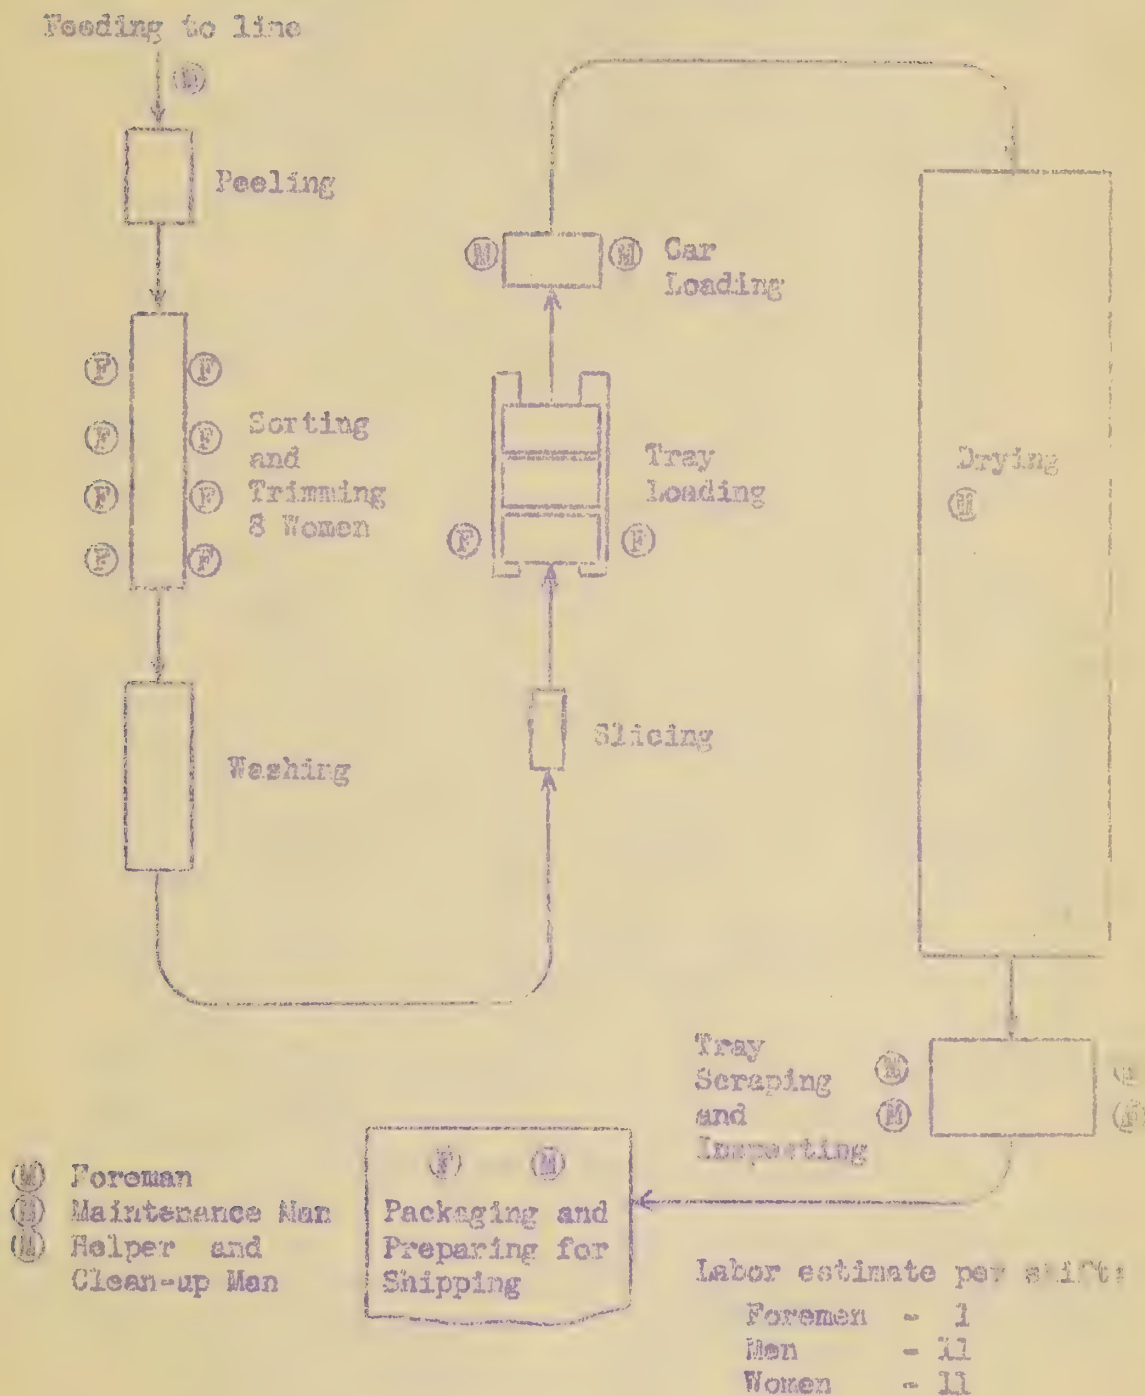 Feeding to line
(M)
Peeling
(F) (F)
(F) (F)
(F) (F)
(F) (F)
Sorting
and
Trimming
8 Women
Washing
Slicing
Tray
Loading
(F) (F)
(M) (M)
Car
Loading
Drying
(M)
Tray
Scraping
and
Inspecting
(M)
(M)
(F) (M)
Packaging and
Preparing for
Shipping
(M) Foreman
(M) Maintenance Man
(M) Helper and
Clean-up Man
Labor estimate per shift:
Foremen - 1
Men - 11
Women - 11